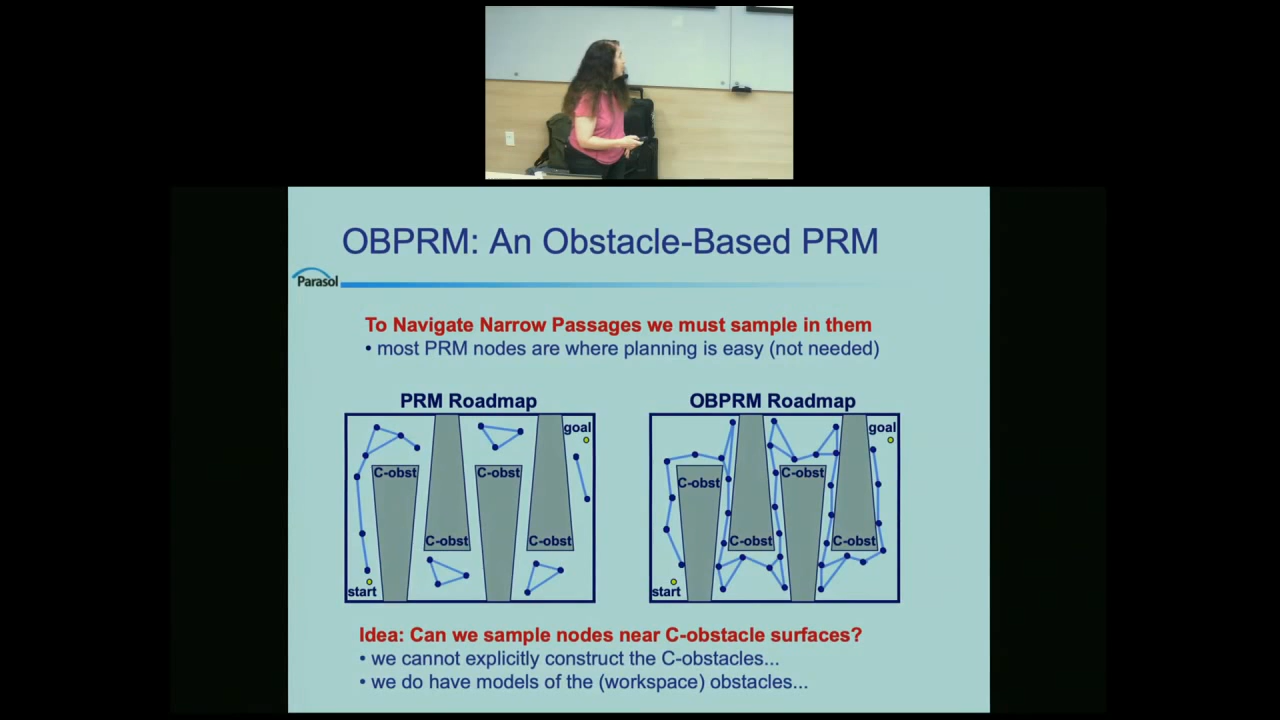 OBPRM: An Obstacle-Based PRM
Parasol
To Navigate Narrow Passages we must sample in them
• most PRM nodes are where planning is easy (not needed)
PRM Roadmap
goal
C-obst
C-obst
C-obst
C-obst
start
OBPRM Roadmap
goal
C-obst
C-obst
C-obst
C-obst
start
Idea: Can we sample nodes near C-obstacle surfaces?
• we cannot explicitly construct the C-obstacles...
• we do have models of the (workspace) obstacles...